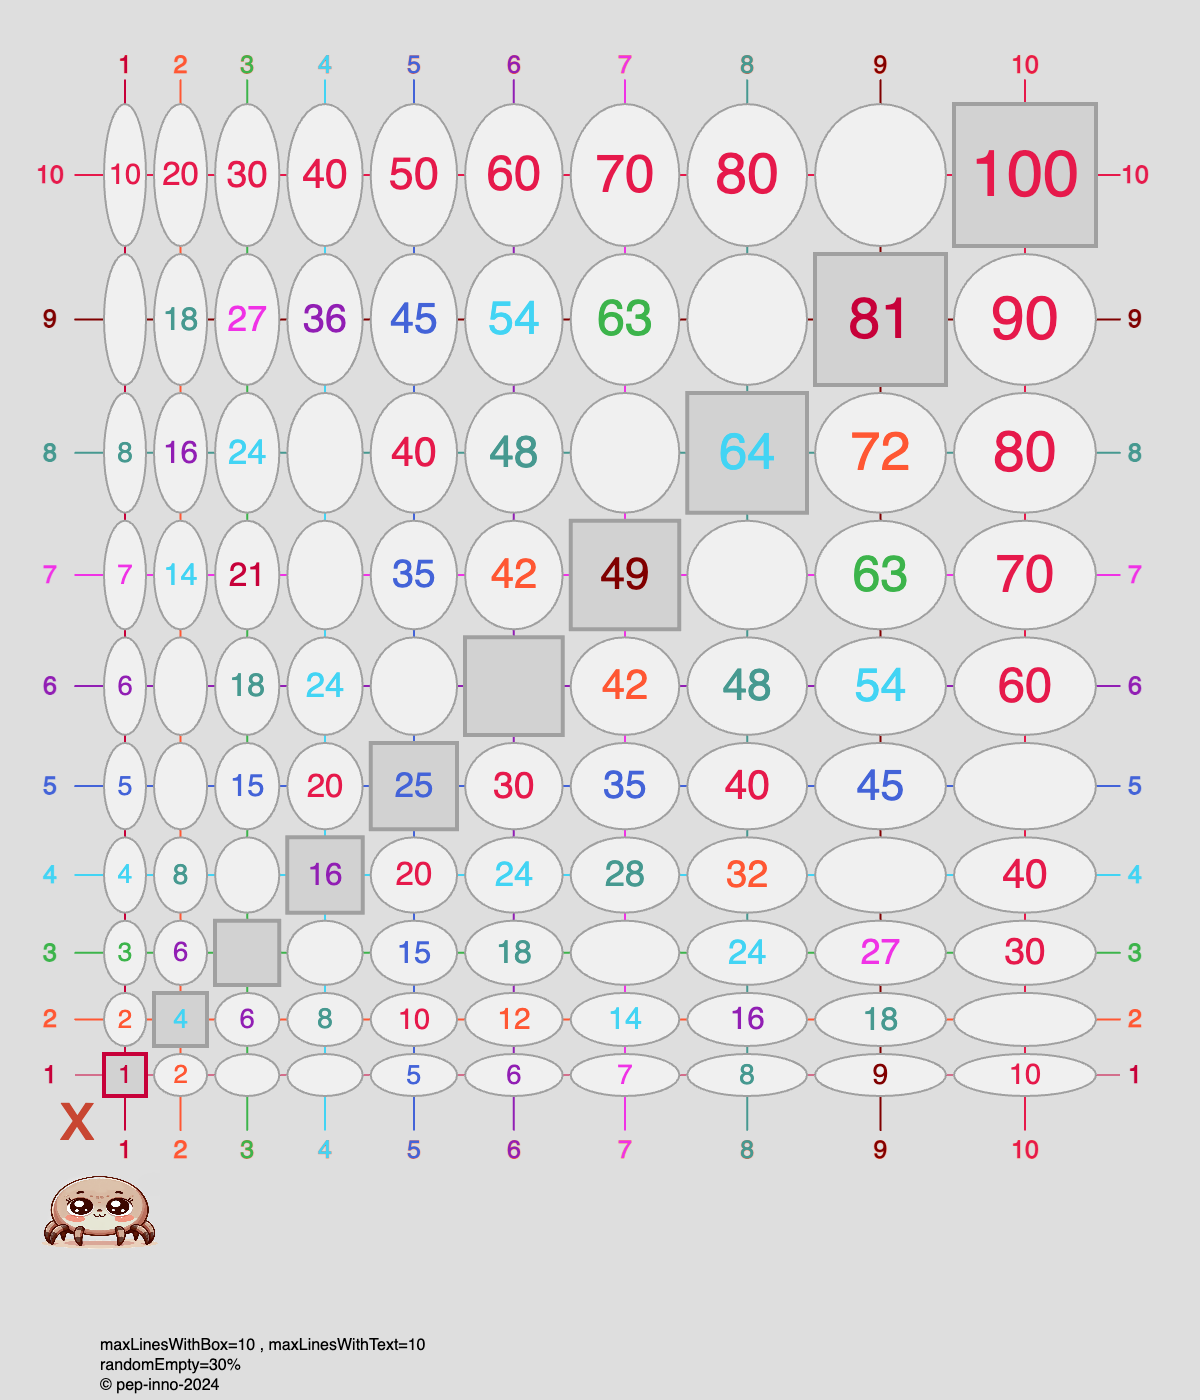 1 2 3 4 5 6 7 8 9 10
10 10 20 30 40 50 60 70 80 100 10
9 18 27 36 45 54 63 81 90 9
8 8 16 24 40 48 64 72 80 8
7 7 14 21 35 42 49 63 70 7
6 6 18 24 42 48 54 60 6
5 5 15 20 25 30 35 40 45 5
4 4 8 16 20 24 28 32 40 4
3 3 6 15 18 24 27 30 3
2 2 4 6 8 10 12 14 16 18 2
1 1 2 5 6 7 8 9 10 1
X
1 2 3 4 5 6 7 8 9 10
maxLinesWithBox=10 , maxLinesWithText=10
randomEmpty=30%
© pep-inno-2024